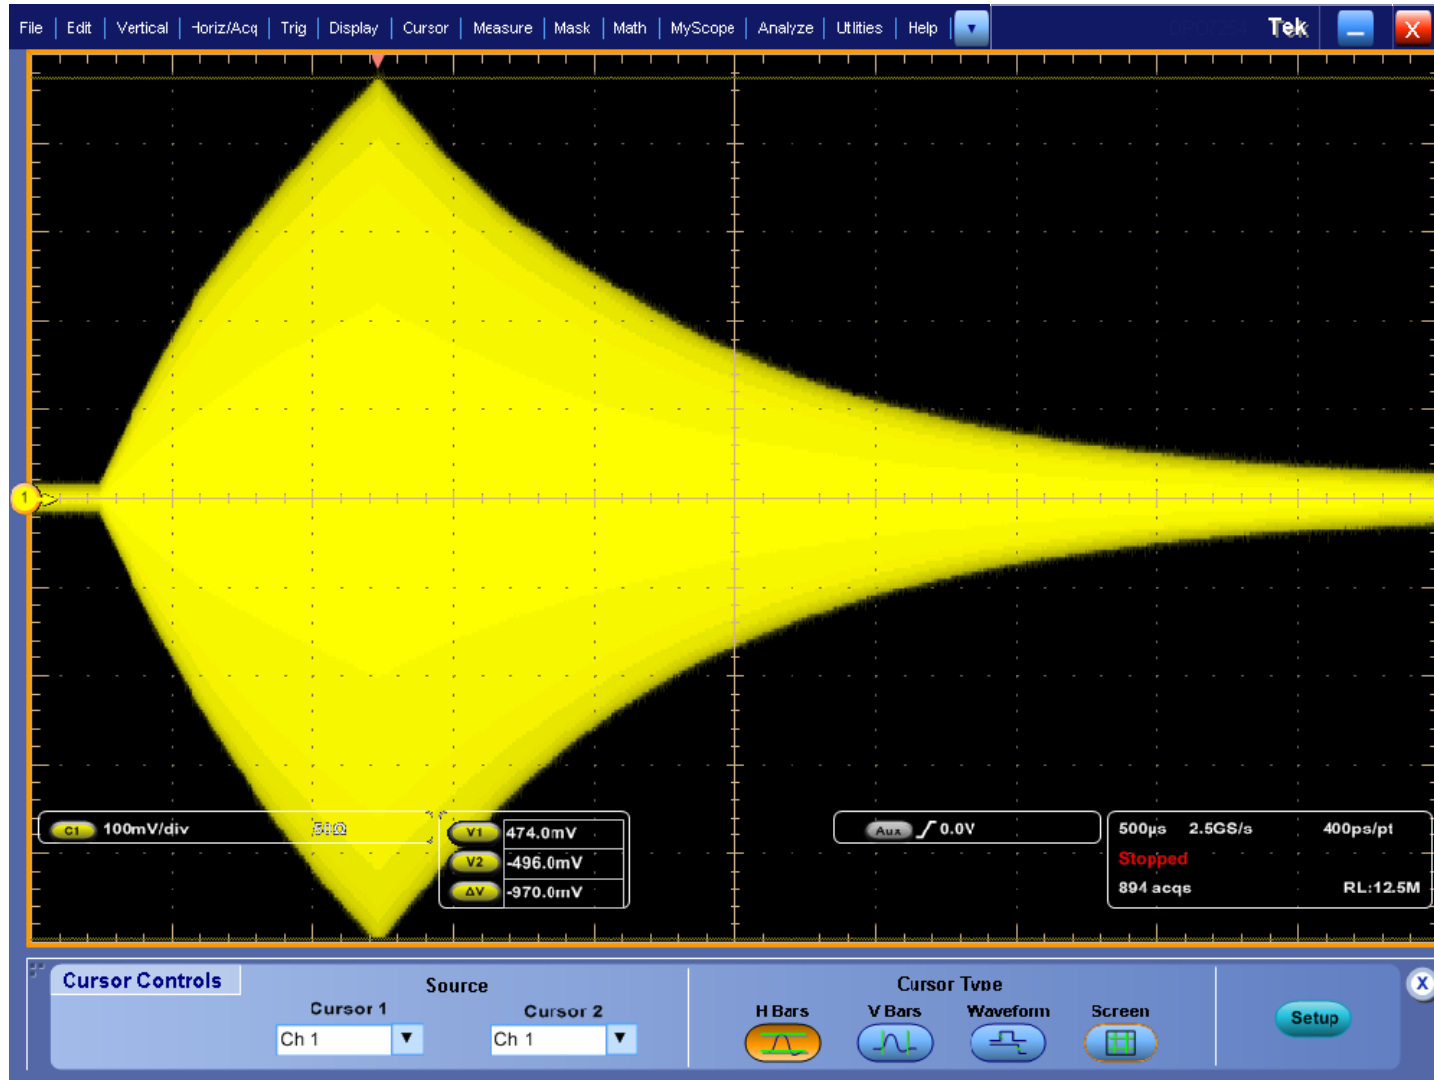 File Edit Vertical Horiz/Acq Trig Display Cursor Measure Mask Math MyScope Analyze Utilities Help Tek X
1
C1 100mV/div 50Ω
V1 474.0mV
V2 -496.0mV
ΔV -970.0mV
Aux 0.0V
500µs 2.5GS/s 400ps/pt
Stopped
894 acqs RL:12.5M
Cursor Controls
Source
Cursor Type
X
Cursor 1
Cursor 2
H Bars
V Bars
Waveform
Screen
Setup
Ch 1
Ch 1